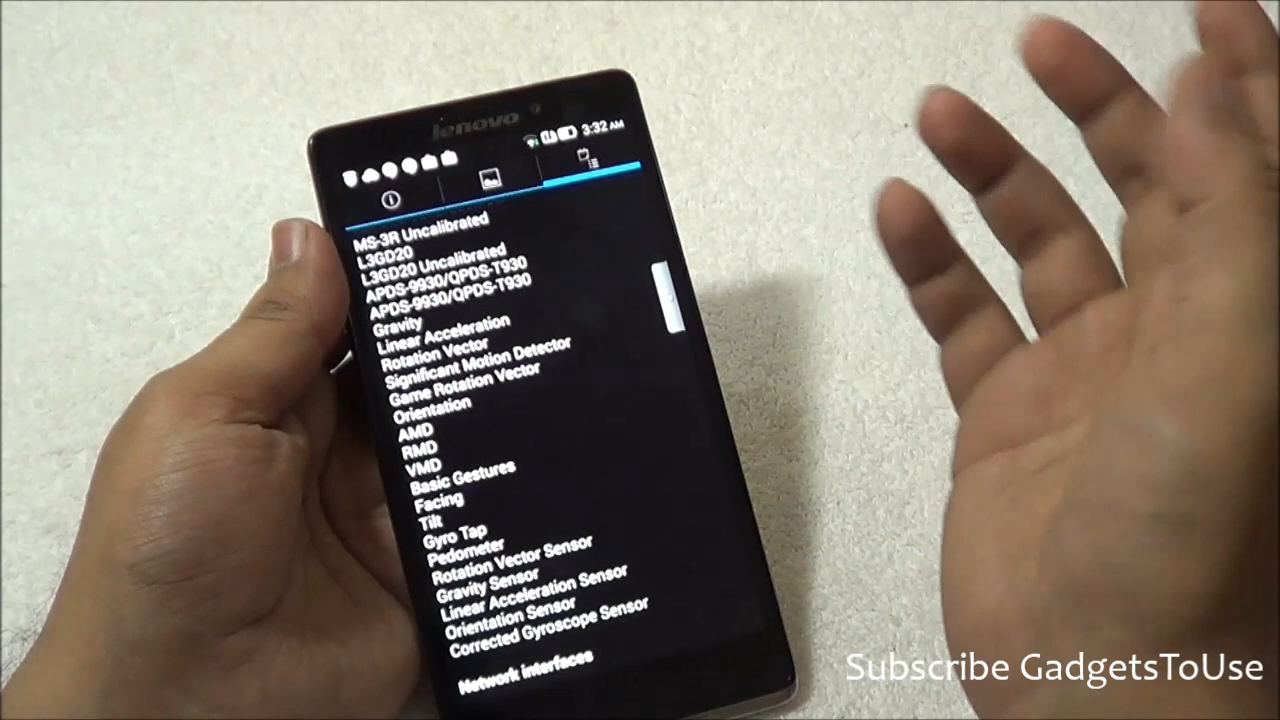 lenovo
3:32 AM
MS-3R Uncalibrated
L3GD20
L3GD20 Uncalibrated
APDS-9930/QPDS-T930
APDS-9930/QPDS-T930
Gravity
Linear Acceleration
Rotation Vector
Significant Motion Detector
Game Rotation Vector
Orientation
AMD
RMD
VMD
Basic Gestures
Facing
Tilt
Gyro Tap
Pedometer
Rotation Vector Sensor
Gravity Sensor
Linear Acceleration Sensor
Orientation Sensor
Corrected Gyroscope Sensor
Network interfaces
Subscribe GadgetsToUse